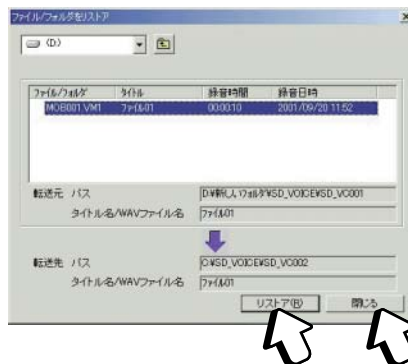 ファイル/フォルダをリストア
(D:)
ファイル/フォルダ タイトル 録音時間 録音日時
MOB001.VM1 ファイル01 00:00:10 2001/09/20 11:52
転送元 パス D:¥新しいフォルダ¥SD_VOICE¥SD_VC001
タイトル名/WAVファイル名 ファイル01
転送先 パス ¥SD_VOICE¥SD_VC002
タイトル名/WAVファイル名 ファイル01
リストア(R) 閉じる